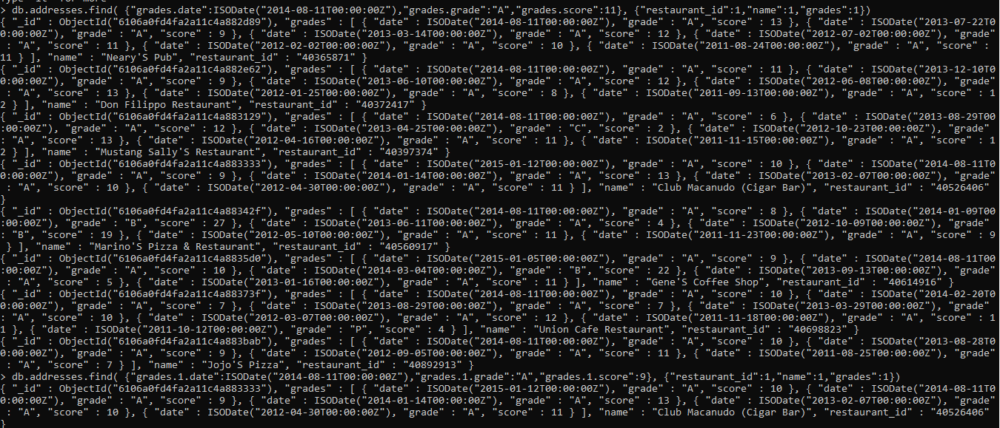 > db.addresses.find( {"grades.date":ISODate("2014-08-11T00:00:00Z"),"grades.grade":"A","grades.score":11}, {"restaurant_id":1,"name":1,"grades":1})
{ "_id" : ObjectId("6106a0fd4fa2a11c4a882d89"), "grades" : [ { "date" : ISODate("2014-08-11T00:00:00Z"), "grade" : "A", "score" : 13 }, { "date" : ISODate("2013-07-22T0
0:00:00Z"), "grade" : "A", "score" : 9 }, { "date" : ISODate("2013-03-14T00:00:00Z"), "grade" : "A", "score" : 12 }, { "date" : ISODate("2012-07-02T00:00:00Z"), "grade"
: "A", "score" : 11 }, { "date" : ISODate("2012-02-02T00:00:00Z"), "grade" : "A", "score" : 10 }, { "date" : ISODate("2011-08-24T00:00:00Z"), "grade" : "A", "score" :
11 } ], "name" : "Neary'S Pub", "restaurant_id" : "40365871" }
{ "_id" : ObjectId("6106a0fd4fa2a11c4a882e62"), "grades" : [ { "date" : ISODate("2014-08-11T00:00:00Z"), "grade" : "A", "score" : 11 }, { "date" : ISODate("2013-12-10T0
0:00:00Z"), "grade" : "A", "score" : 9 }, { "date" : ISODate("2013-06-10T00:00:00Z"), "grade" : "A", "score" : 12 }, { "date" : ISODate("2012-06-08T00:00:00Z"), "grade"
: "A", "score" : 13 }, { "date" : ISODate("2012-01-25T00:00:00Z"), "grade" : "A", "score" : 8 }, { "date" : ISODate("2011-09-13T00:00:00Z"), "grade" : "A", "score" : 1
2 } ], "name" : "Don Filippo Restaurant", "restaurant_id" : "40372417" }
{ "_id" : ObjectId("6106a0fd4fa2a11c4a883129"), "grades" : [ { "date" : ISODate("2014-08-11T00:00:00Z"), "grade" : "A", "score" : 6 }, { "date" : ISODate("2013-08-29T00
:00:00Z"), "grade" : "A", "score" : 12 }, { "date" : ISODate("2013-04-25T00:00:00Z"), "grade" : "C", "score" : 2 }, { "date" : ISODate("2012-10-23T00:00:00Z"), "grade"
: "A", "score" : 13 }, { "date" : ISODate("2012-04-16T00:00:00Z"), "grade" : "A", "score" : 11 }, { "date" : ISODate("2011-11-15T00:00:00Z"), "grade" : "A", "score" : 1
2 } ], "name" : "Mustang Sally'S Restaurant", "restaurant_id" : "40397374" }
{ "_id" : ObjectId("6106a0fd4fa2a11c4a883333"), "grades" : [ { "date" : ISODate("2015-01-12T00:00:00Z"), "grade" : "A", "score" : 10 }, { "date" : ISODate("2014-08-11T0
0:00:00Z"), "grade" : "A", "score" : 9 }, { "date" : ISODate("2014-01-14T00:00:00Z"), "grade" : "A", "score" : 13 }, { "date" : ISODate("2013-02-07T00:00:00Z"), "grade"
: "A", "score" : 10 }, { "date" : ISODate("2012-04-30T00:00:00Z"), "grade" : "A", "score" : 11 } ], "name" : "Club Macanudo (Cigar Bar)", "restaurant_id" : "40526406"
}
{ "_id" : ObjectId("6106a0fd4fa2a11c4a88342f"), "grades" : [ { "date" : ISODate("2014-08-11T00:00:00Z"), "grade" : "A", "score" : 8 }, { "date" : ISODate("2014-01-09T00
:00:00Z"), "grade" : "B", "score" : 27 }, { "date" : ISODate("2013-06-11T00:00:00Z"), "grade" : "A", "score" : 4 }, { "date" : ISODate("2012-10-09T00:00:00Z"), "grade"
: "B", "score" : 19 }, { "date" : ISODate("2012-05-10T00:00:00Z"), "grade" : "A", "score" : 11 }, { "date" : ISODate("2011-11-23T00:00:00Z"), "grade" : "A", "score" : 9
} ], "name" : "Marino'S Pizza & Restaurant", "restaurant_id" : "40560917" }
{ "_id" : ObjectId("6106a0fd4fa2a11c4a8835d0"), "grades" : [ { "date" : ISODate("2015-01-05T00:00:00Z"), "grade" : "A", "score" : 9 }, { "date" : ISODate("2014-08-11T00
:00:00Z"), "grade" : "A", "score" : 10 }, { "date" : ISODate("2014-03-04T00:00:00Z"), "grade" : "B", "score" : 22 }, { "date" : ISODate("2013-09-13T00:00:00Z"), "grade"
: "A", "score" : 5 }, { "date" : ISODate("2013-01-16T00:00:00Z"), "grade" : "A", "score" : 11 } ], "name" : "Gene'S Coffee Shop", "restaurant_id" : "40614916" }
{ "_id" : ObjectId("6106a0fd4fa2a11c4a88373f"), "grades" : [ { "date" : ISODate("2014-08-11T00:00:00Z"), "grade" : "A", "score" : 10 }, { "date" : ISODate("2014-02-20T0
0:00:00Z"), "grade" : "A", "score" : 7 }, { "date" : ISODate("2013-08-29T00:00:00Z"), "grade" : "A", "score" : 7 }, { "date" : ISODate("2013-03-29T00:00:00Z"), "grade"
: "A", "score" : 10 }, { "date" : ISODate("2012-03-07T00:00:00Z"), "grade" : "A", "score" : 12 }, { "date" : ISODate("2011-11-18T00:00:00Z"), "grade" : "A", "score" : 1
1 }, { "date" : ISODate("2011-10-12T00:00:00Z"), "grade" : "P", "score" : 4 } ], "name" : "Union Cafe Restaurant", "restaurant_id" : "40698823" }
{ "_id" : ObjectId("6106a0fd4fa2a11c4a883bab"), "grades" : [ { "date" : ISODate("2014-08-11T00:00:00Z"), "grade" : "A", "score" : 10 }, { "date" : ISODate("2013-08-28T0
0:00:00Z"), "grade" : "A", "score" : 9 }, { "date" : ISODate("2012-09-05T00:00:00Z"), "grade" : "A", "score" : 11 }, { "date" : ISODate("2011-08-25T00:00:00Z"), "grade"
: "A", "score" : 7 } ], "name" : "Jojo'S Pizza", "restaurant_id" : "40892913" }
> db.addresses.find( {"grades.1.date":ISODate("2014-08-11T00:00:00Z"),"grades.1.grade":"A","grades.1.score":9}, {"restaurant_id":1,"name":1,"grades":1})
{ "_id" : ObjectId("6106a0fd4fa2a11c4a883333"), "grades" : [ { "date" : ISODate("2015-01-12T00:00:00Z"), "grade" : "A", "score" : 10 }, { "date" : ISODate("2014-08-11T0
0:00:00Z"), "grade" : "A", "score" : 9 }, { "date" : ISODate("2014-01-14T00:00:00Z"), "grade" : "A", "score" : 13 }, { "date" : ISODate("2013-02-07T00:00:00Z"), "grade"
: "A", "score" : 10 }, { "date" : ISODate("2012-04-30T00:00:00Z"), "grade" : "A", "score" : 11 } ], "name" : "Club Macanudo (Cigar Bar)", "restaurant_id" : "40526406"
}